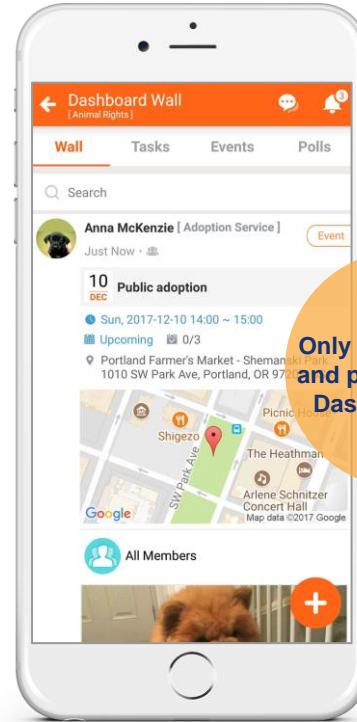 Dashboard Wall
[ Animal Rights ]
3
Wall Tasks Events Polls
Search
Anna McKenzie [ Adoption Service ]
Event
Just Now
10 DEC Public adoption
Sun, 2017-12-10 14:00 ~ 15:00
Upcoming 0/3
Portland Farmer's Market - Shemanski Park
1010 SW Park Ave, Portland, OR
Only
and
Picnic House
Shigezo
The Heathman
SW Park Ave
Arlene Schnitzer
Concert Hall
Google
Map data ©2017 Google
All Members
+